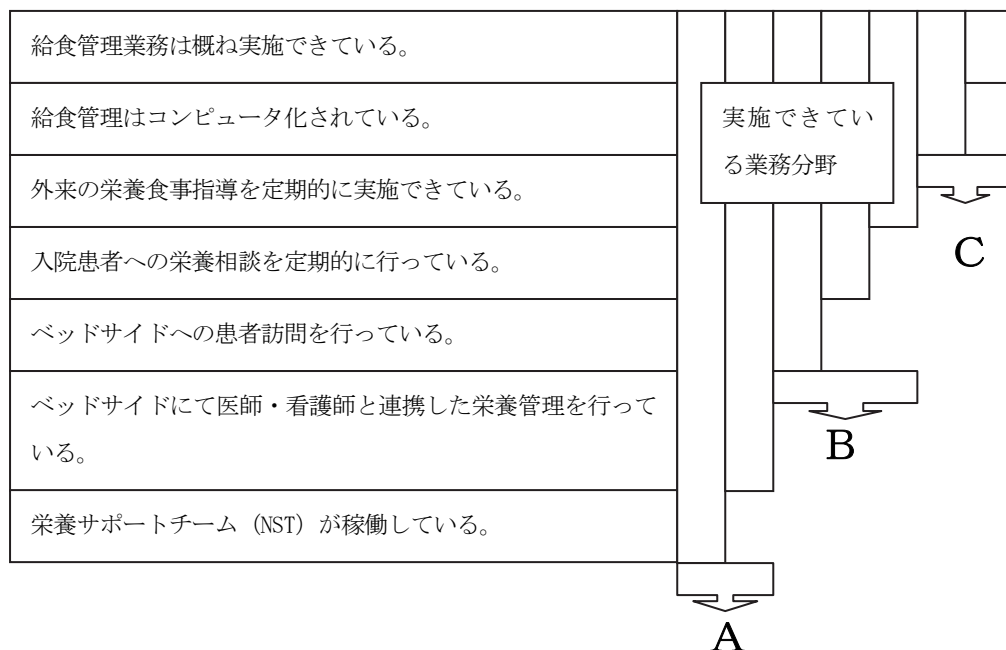 給食管理業務は概ね実施できている。
給食管理はコンピュータ化されている。
外来の栄養食事指導を定期的に実施できている。
入院患者への栄養相談を定期的に行っている。
ベッドサイドへの患者訪問を行っている。
ベッドサイドにて医師・看護師と連携した栄養管理を行って
いる。
栄養サポートチーム（NST）が稼働している。
実施できてい
る業務分野
C
B
A